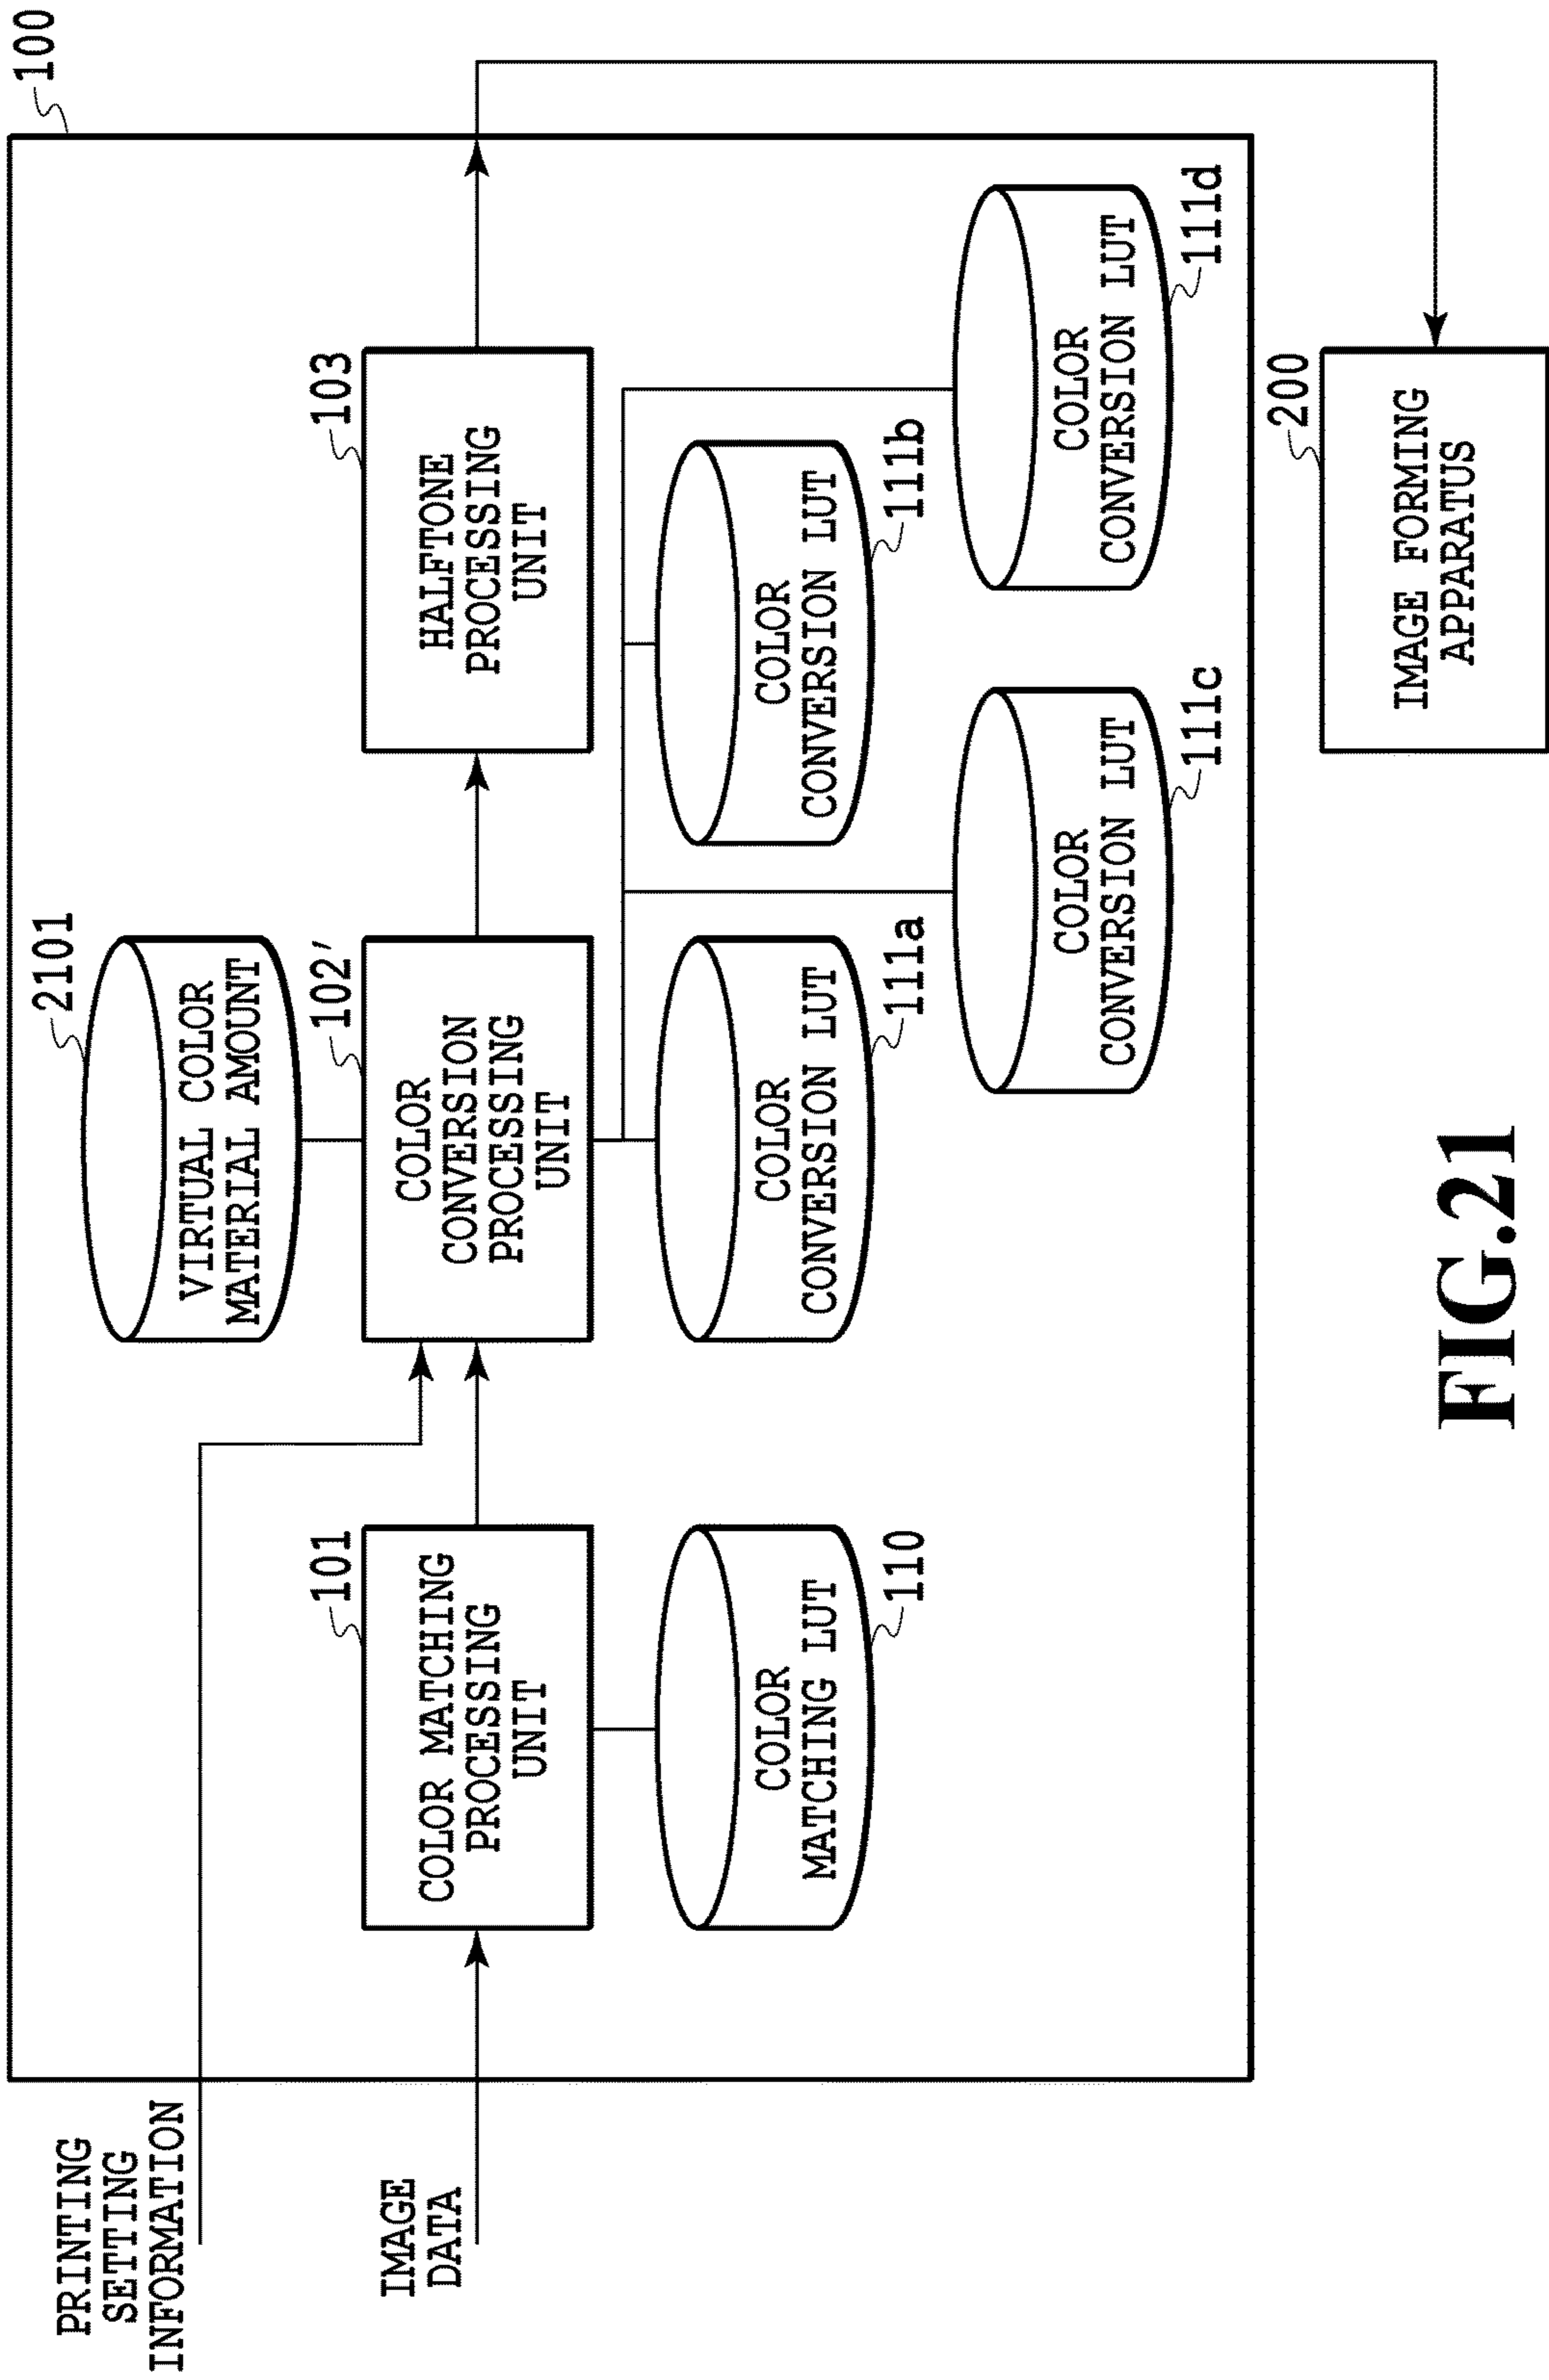 100
PRINTING
SETTING
INFORMATION
IMAGE
DATA
2101
VIRTUAL COLOR
MATERIAL AMOUNT
101
COLOR MATCHING
PROCESSING
UNIT
102′
COLOR
CONVERSION
PROCESSING
UNIT
103
HALFTONE
PROCESSING
UNIT
COLOR
MATCHING LUT
110
COLOR
CONVERSION LUT
111a
COLOR
CONVERSION LUT
111b
COLOR
CONVERSION LUT
111c
COLOR
CONVERSION LUT
111d
200
IMAGE FORMING
APPARATUS
FIG.21